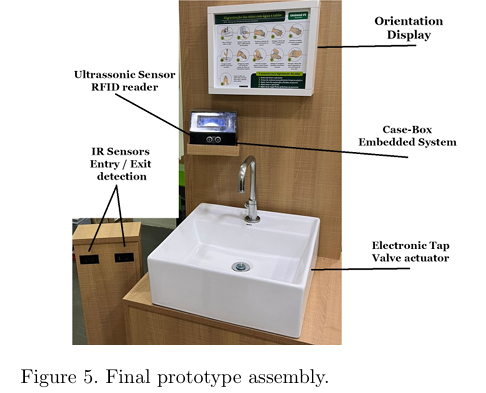 Orientation
Display
Ultrasonic Sensor
RFID reader
Case-Box
Embedded System
IR Sensors
Entry / Exit
detection
Electronic Tap
Valve actuator
Figure 5. Final prototype assembly.